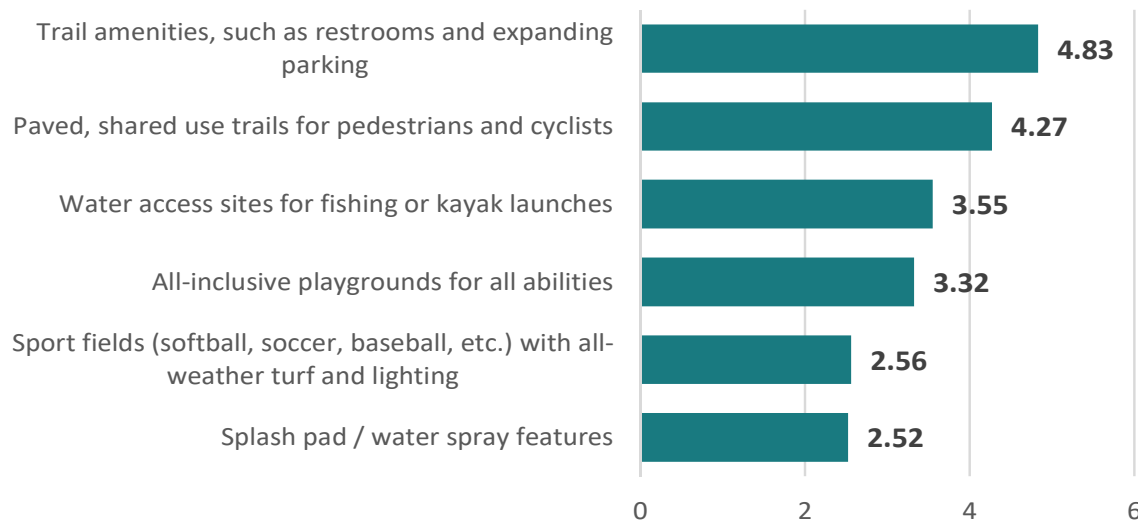 Trail amenities, such as restrooms and expanding
parking
4.83
Paved, shared use trails for pedestrians and cyclists
4.27
Water access sites for fishing or kayak launches
3.55
All-inclusive playgrounds for all abilities
3.32
Sport fields (softball, soccer, baseball, etc.) with all-
weather turf and lighting
2.56
Splash pad / water spray features
2.52
0 2 4 6